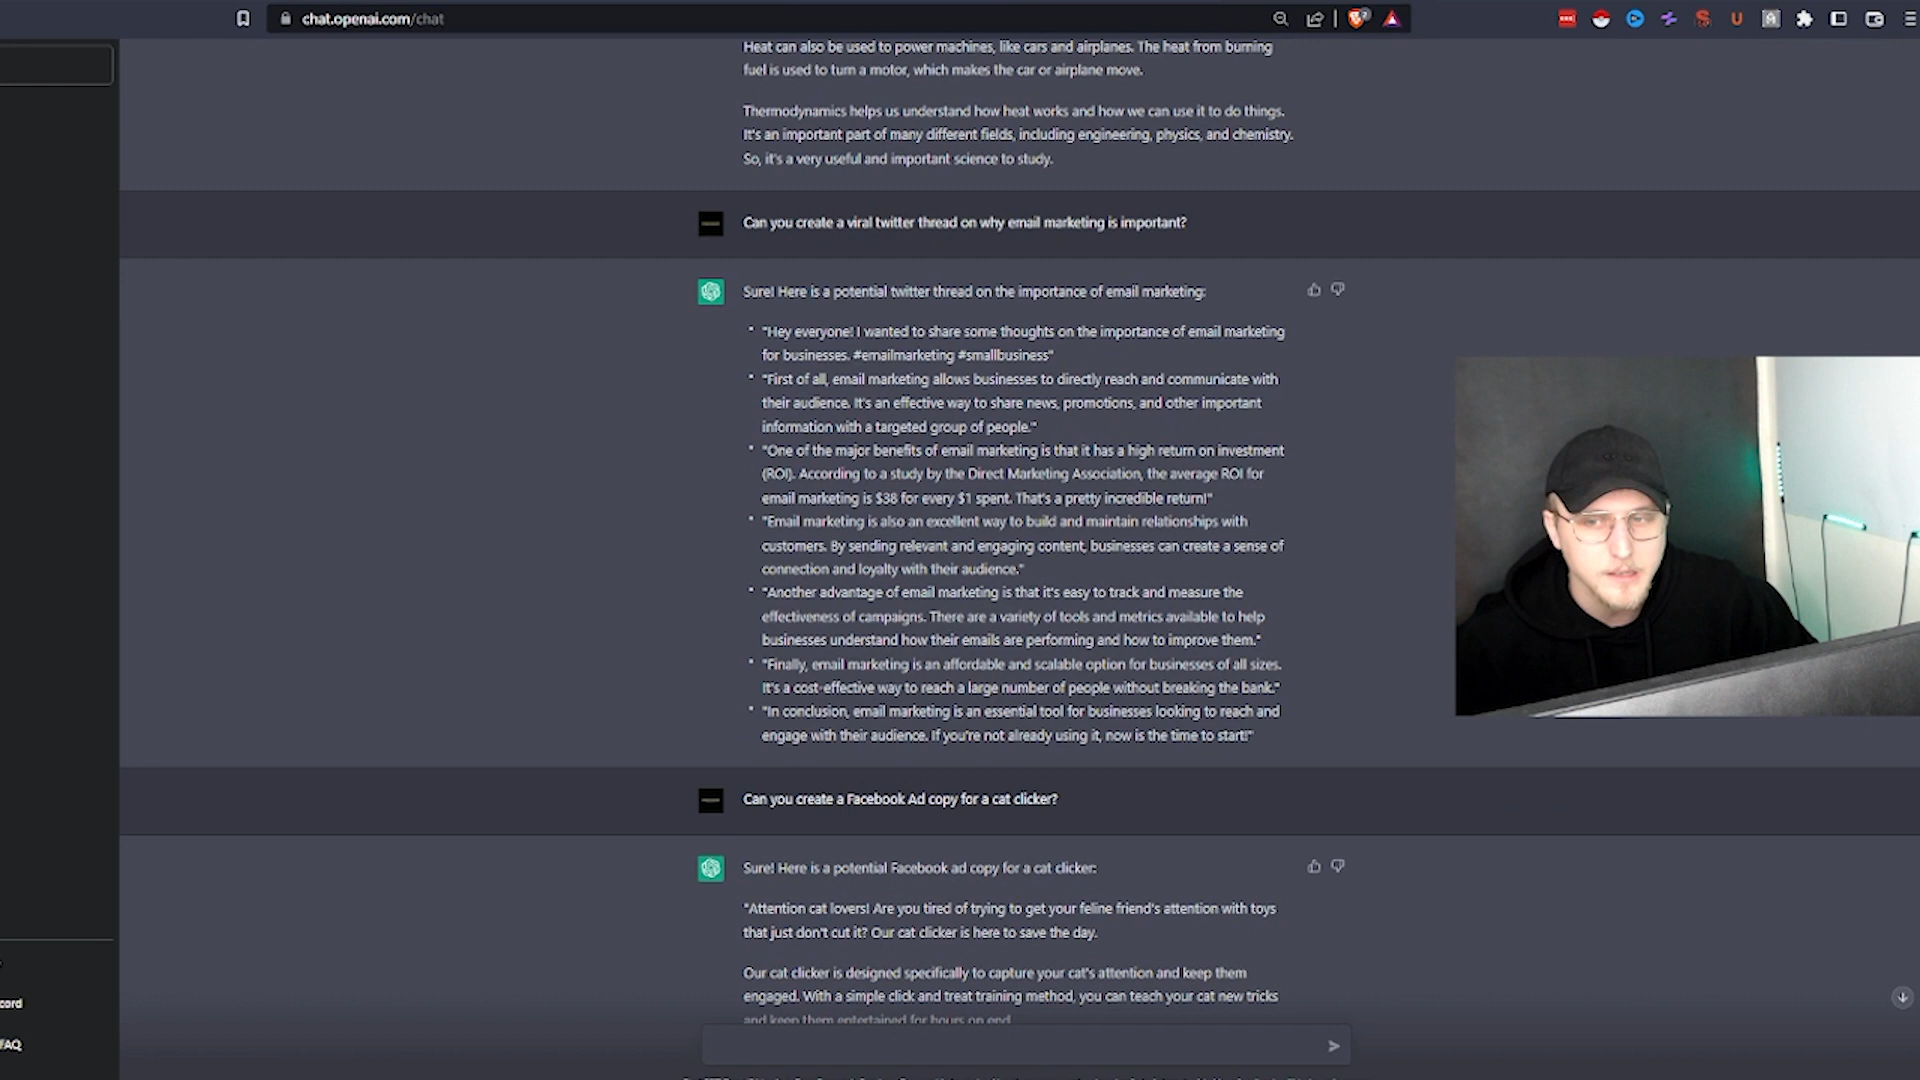 chat.openai.com/chat
Heat can also be used to power machines, like cars and airplanes. The heat from burning
fuel is used to turn a motor, which makes the car or airplane move.
Thermodynamics helps us understand how heat works and how we can use it to do things.
It's an important part of many different fields, including engineering, physics, and chemistry.
So, it's a very useful and important science to study.
Can you create a viral twitter thread on why email marketing is important?
Sure! Here is a potential twitter thread on the importance of email marketing:
• "Hey everyone! I wanted to share some thoughts on the importance of email marketing
for businesses. #emailmarketing #smallbusiness"
• "First of all, email marketing allows businesses to directly reach and communicate with
their audience. It's an effective way to share news, promotions, and other important
information with a targeted group of people."
• "One of the major benefits of email marketing is that it has a high return on investment
(ROI). According to a study by the Direct Marketing Association, the average ROI for
email marketing is $38 for every $1 spent. That's a pretty incredible return!"
• "Email marketing is also an excellent way to build and maintain relationships with
customers. By sending relevant and engaging content, businesses can create a sense of
connection and loyalty with their audience."
• "Another advantage of email marketing is that it's easy to track and measure the
effectiveness of campaigns. There are a variety of tools and metrics available to help
businesses understand how their emails are performing and how to improve them."
• "Finally, email marketing is an affordable and scalable option for businesses of all sizes.
It's a cost-effective way to reach a large number of people without breaking the bank."
• "In conclusion, email marketing is an essential tool for businesses looking to reach and
engage with their audience. If you're not already using it, now is the time to start!"
Can you create a Facebook Ad copy for a cat clicker?
Sure! Here is a potential Facebook ad copy for a cat clicker:
"Attention cat lovers! Are you tired of trying to get your feline friend's attention with toys
that just don't cut it? Our cat clicker is here to save the day.
Our cat clicker is designed specifically to capture your cat's attention and keep them
engaged. With a simple click and treat training method, you can teach your cat new tricks
and keep them entertained for hours on end
cord
FAQ